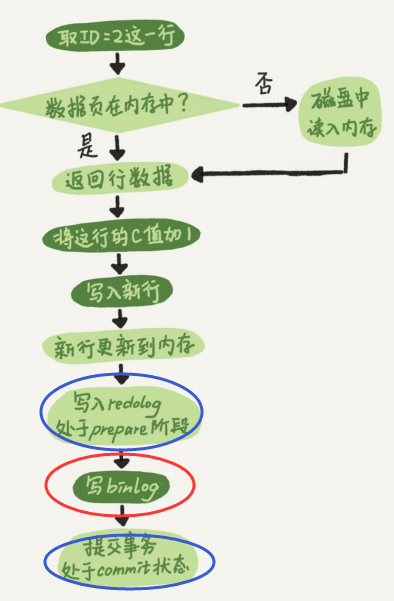 取ID=2这一行
数据页在内存中？
否
磁盘中
读入内存
是
返回行数据
将这行的C值加1
写入新行
新行更新到内存
写入redolog
处于prepare阶段
写binlog
提交事务
处于commit状态